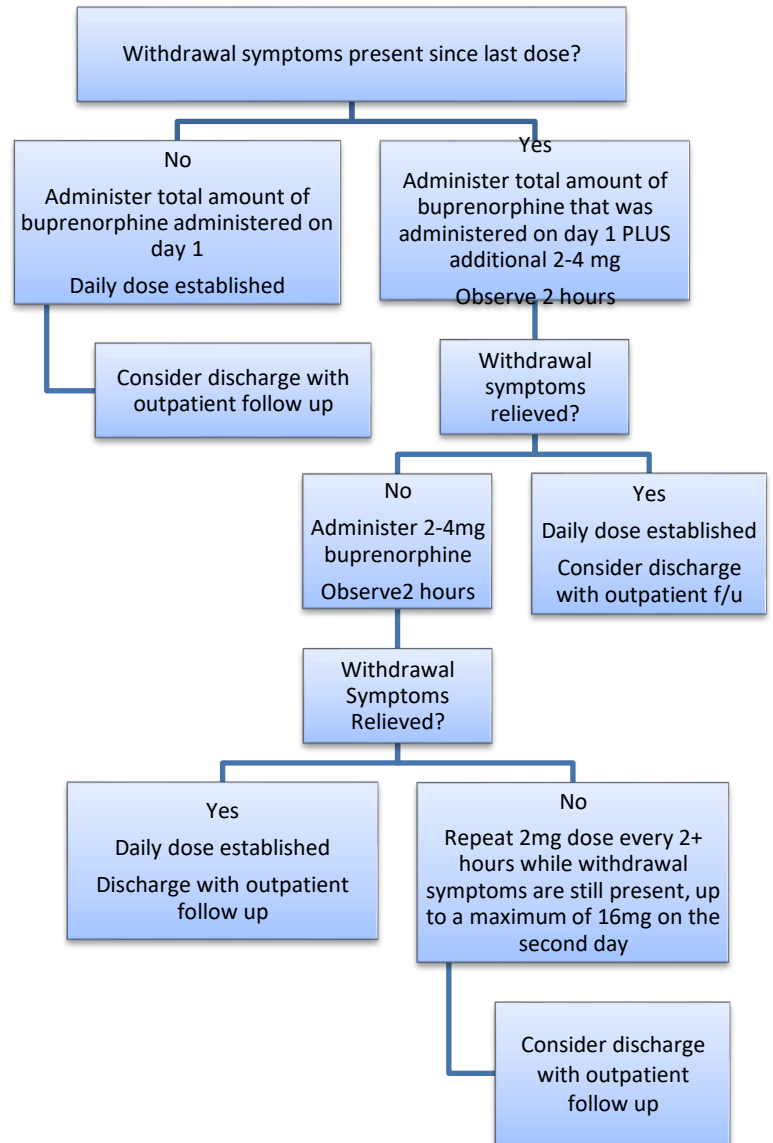 Withdrawal symptoms present since last dose?
No
Administer total amount of
buprenorphine administered on
day 1
Daily dose established
Yes
Administer total amount of
buprenorphine that was
administered on day 1 PLUS
additional 2-4 mg
Observe 2 hours
Consider discharge with
outpatient follow up
Withdrawal
symptoms
relieved?
No
Administer 2-4mg
buprenorphine
Observe2 hours
Yes
Daily dose established
Consider discharge
with outpatient f/u
Withdrawal
Symptoms
Relieved?
Yes
Daily dose established
Discharge with outpatient
follow up
No
Repeat 2mg dose every 2+
hours while withdrawal
symptoms are still present, up
to a maximum of 16mg on the
second day
Consider discharge
with outpatient
follow up